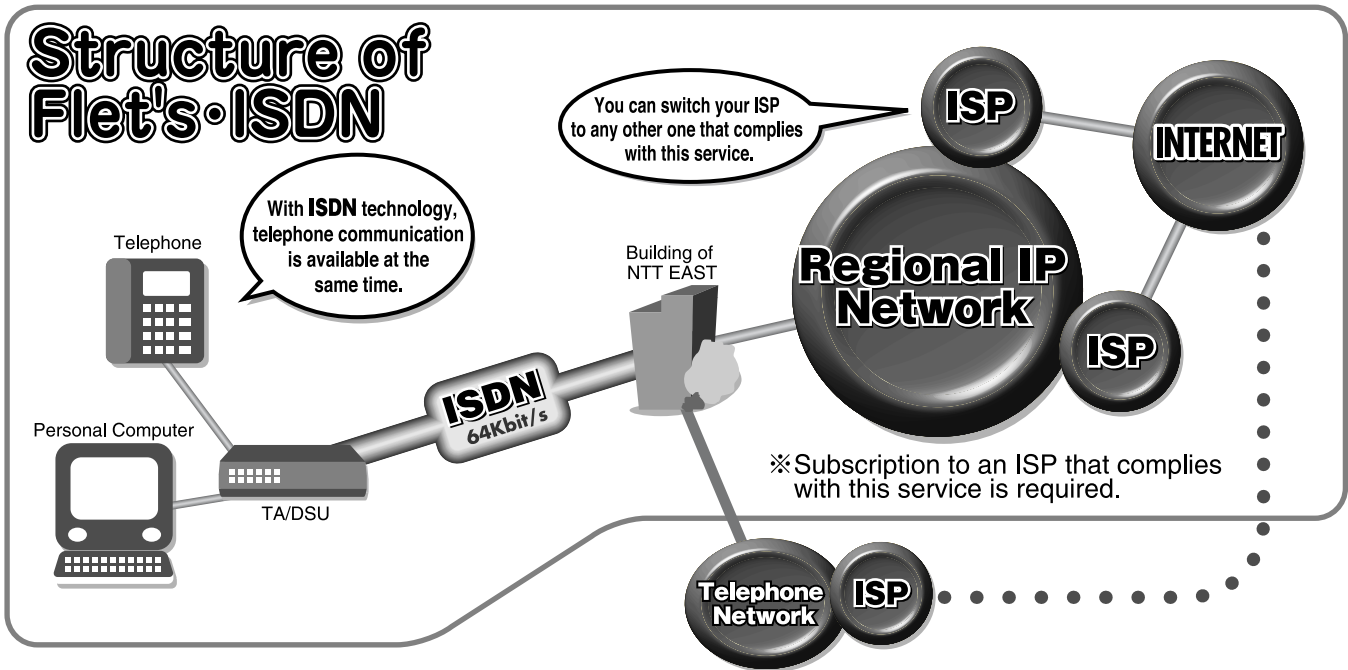 Structure of
Flet's・ISDN
You can switch your ISP
to any other one that complies
with this service.
ISP
INTERNET
With ISDN technology,
telephone communication
is available at the
same time.
Telephone
Building of
NTT EAST
Regional IP
Network
ISP
ISDN
64Kbit/s
Personal Computer
TA/DSU
※Subscription to an ISP that complies
with this service is required.
Telephone
Network
ISP